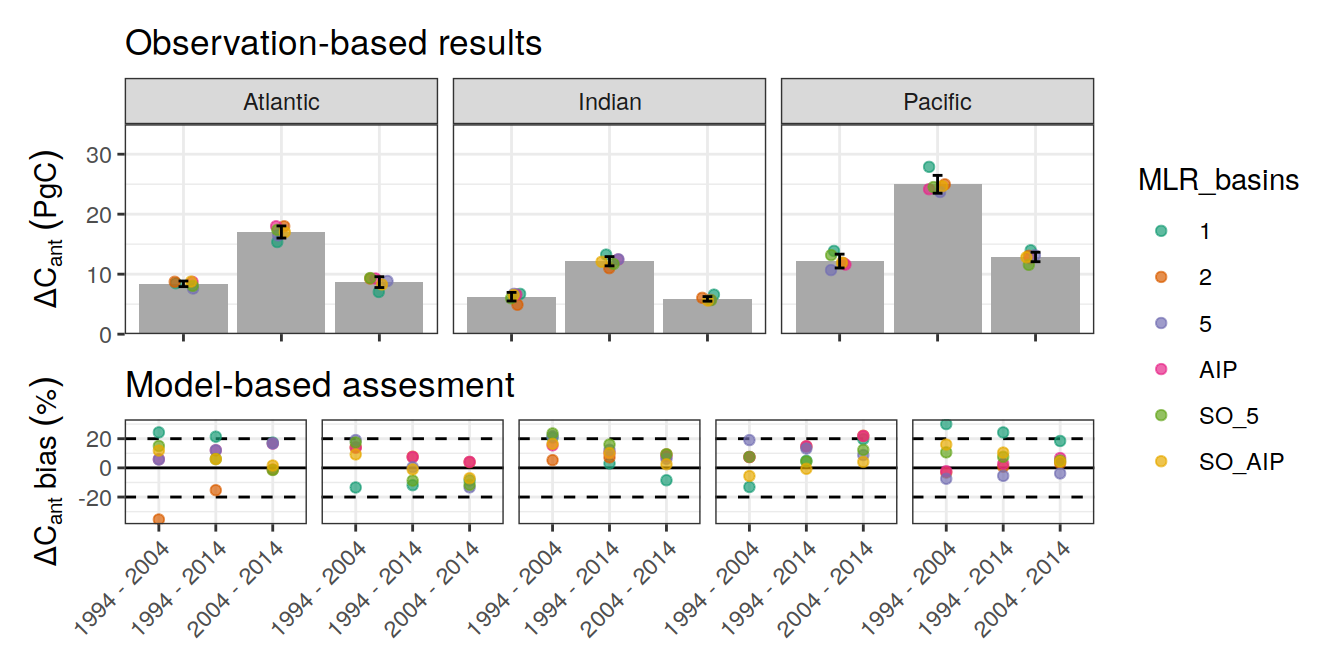 Observation-based results
Atlantic
Indian
Pacific
ΔCant (PgC)
30
20
10
0
Model-based assesment
ΔCant bias (%)
20
0
-20
1994 - 2004
1994 - 2014
2004 - 2014
1994 - 2004
1994 - 2014
2004 - 2014
1994 - 2004
1994 - 2014
2004 - 2014
1994 - 2004
1994 - 2014
2004 - 2014
1994 - 2004
1994 - 2014
2004 - 2014
MLR_basins
1
2
5
AIP
SO_5
SO_AIP